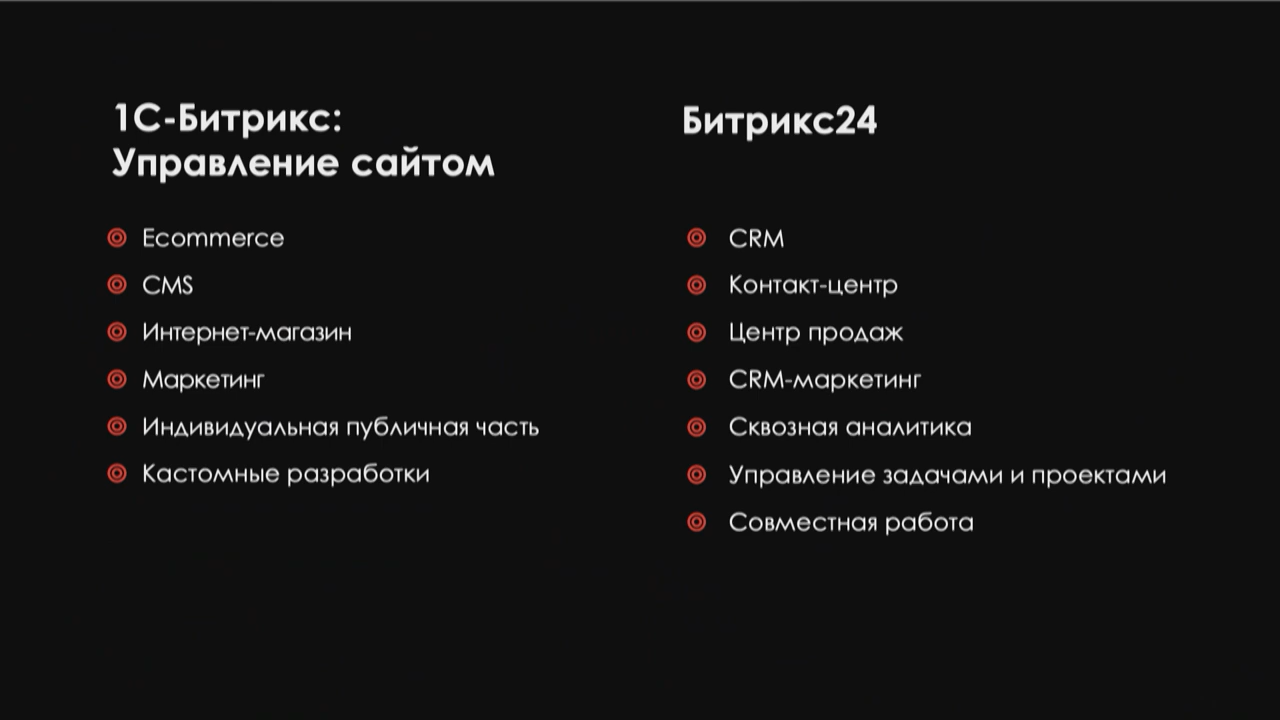 1С-Битрикс:
Управление сайтом
Ecommerce
CMS
Интернет-магазин
Маркетинг
Индивидуальная публичная часть
Кастомные разработки
Битрикс24
CRM
Контакт-центр
Центр продаж
CRM-маркетинг
Сквозная аналитика
Управление задачами и проектами
Совместная работа